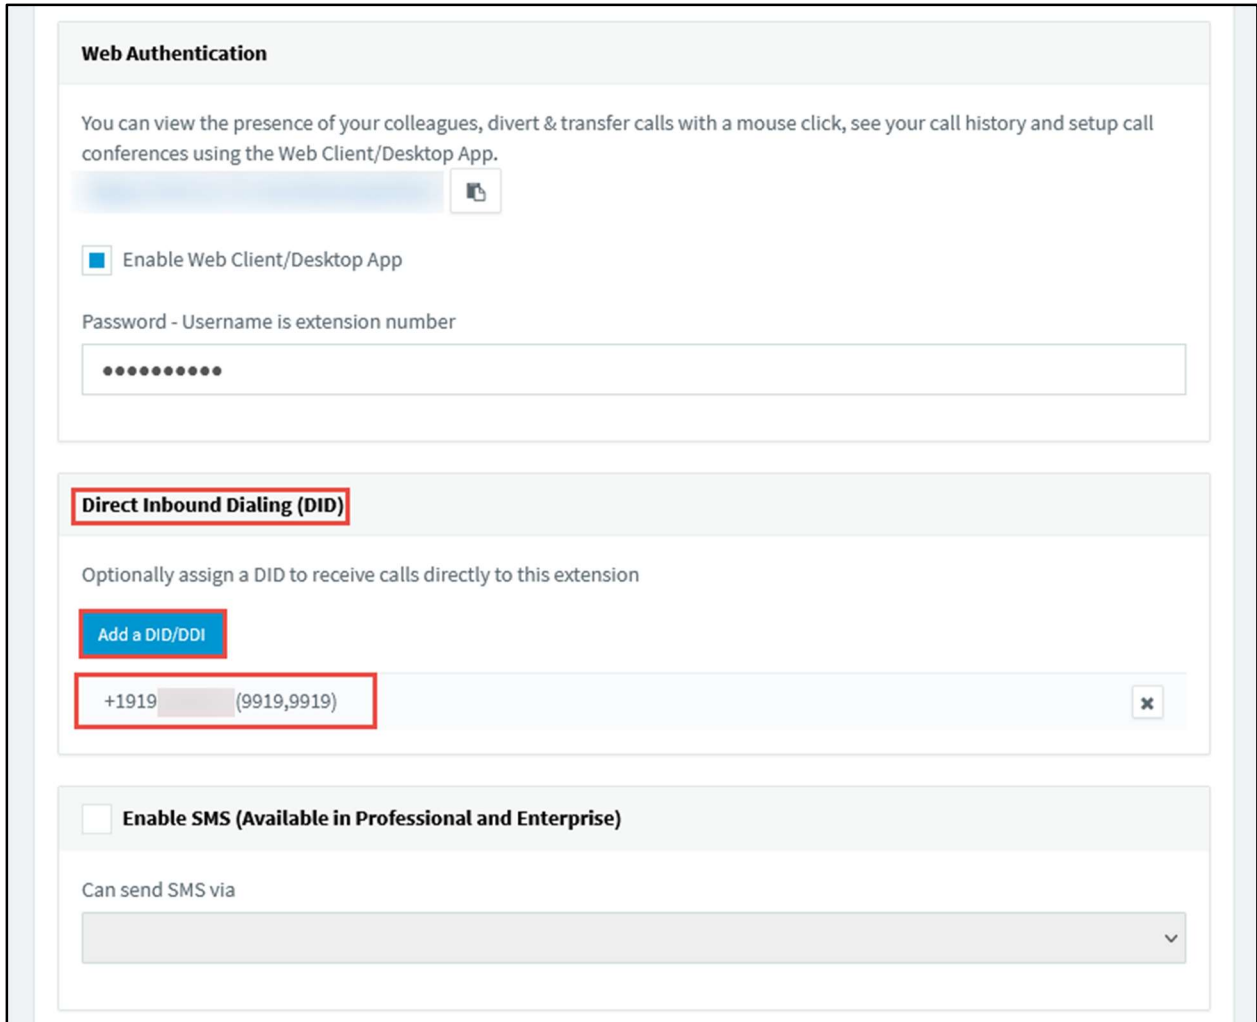 Web Authentication
You can view the presence of your colleagues, divert & transfer calls with a mouse click, see your call history and setup call
conferences using the Web Client/Desktop App.
Enable Web Client/Desktop App
Password - Username is extension number
••••••••••
Direct Inbound Dialing (DID)
Optionally assign a DID to receive calls directly to this extension
Add a DID/DDI
+1919 (9919,9919)
Enable SMS (Available in Professional and Enterprise)
Can send SMS via